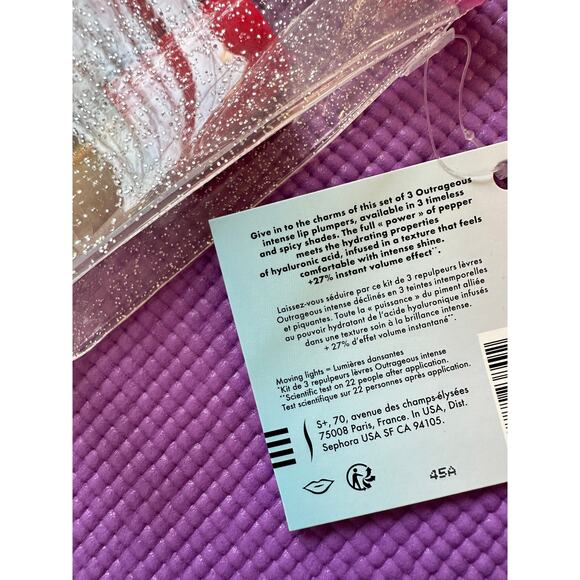 Give in to the charms of this set of 3 Outrageous
intense lip plumpers, available in 3 timeless
and spicy shades. The full « power » of pepper
meets the hydrating properties
of hyaluronic acid, infused in a texture that feels
comfortable with intense shine.
+27% instant volume effect**.
Laissez-vous séduire par ce kit de 3 repulpeurs lèvres
Outrageous intense déclinés en 3 teintes intemporelles
et piquantes. Toute la « puissance » du piment alliée
au pouvoir hydratant de l'acide hyaluronique infusés
dans une texture soin à la brillance intense.
+ 27% d'effet volume instantané**.
Moving lights = Lumières dansantes
*Kit de 3 repulpeurs lèvres Outrageous intense
**Scientific test on 22 people after application.
Test scientifique sur 22 personnes après application.
S+, 70, avenue des champs-élysées
75008 Paris, France. In USA, Dist.
Sephora USA SF CA 94105.
45A